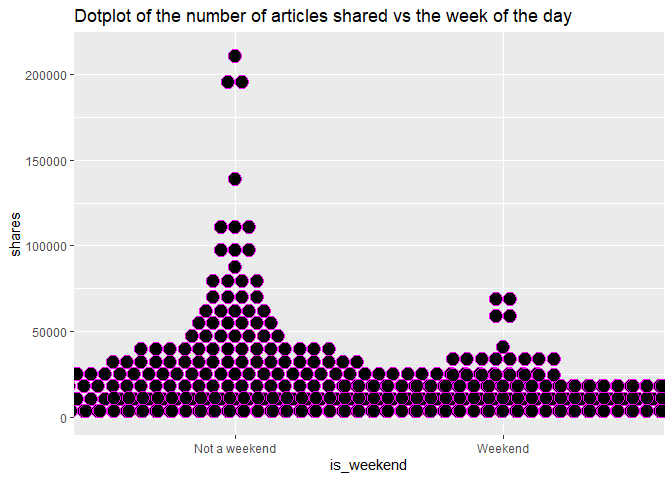 Dotplot of the number of articles shared vs the week of the day
200000
150000
100000
50000
0
shares
Not a weekend
Weekend
is_weekend